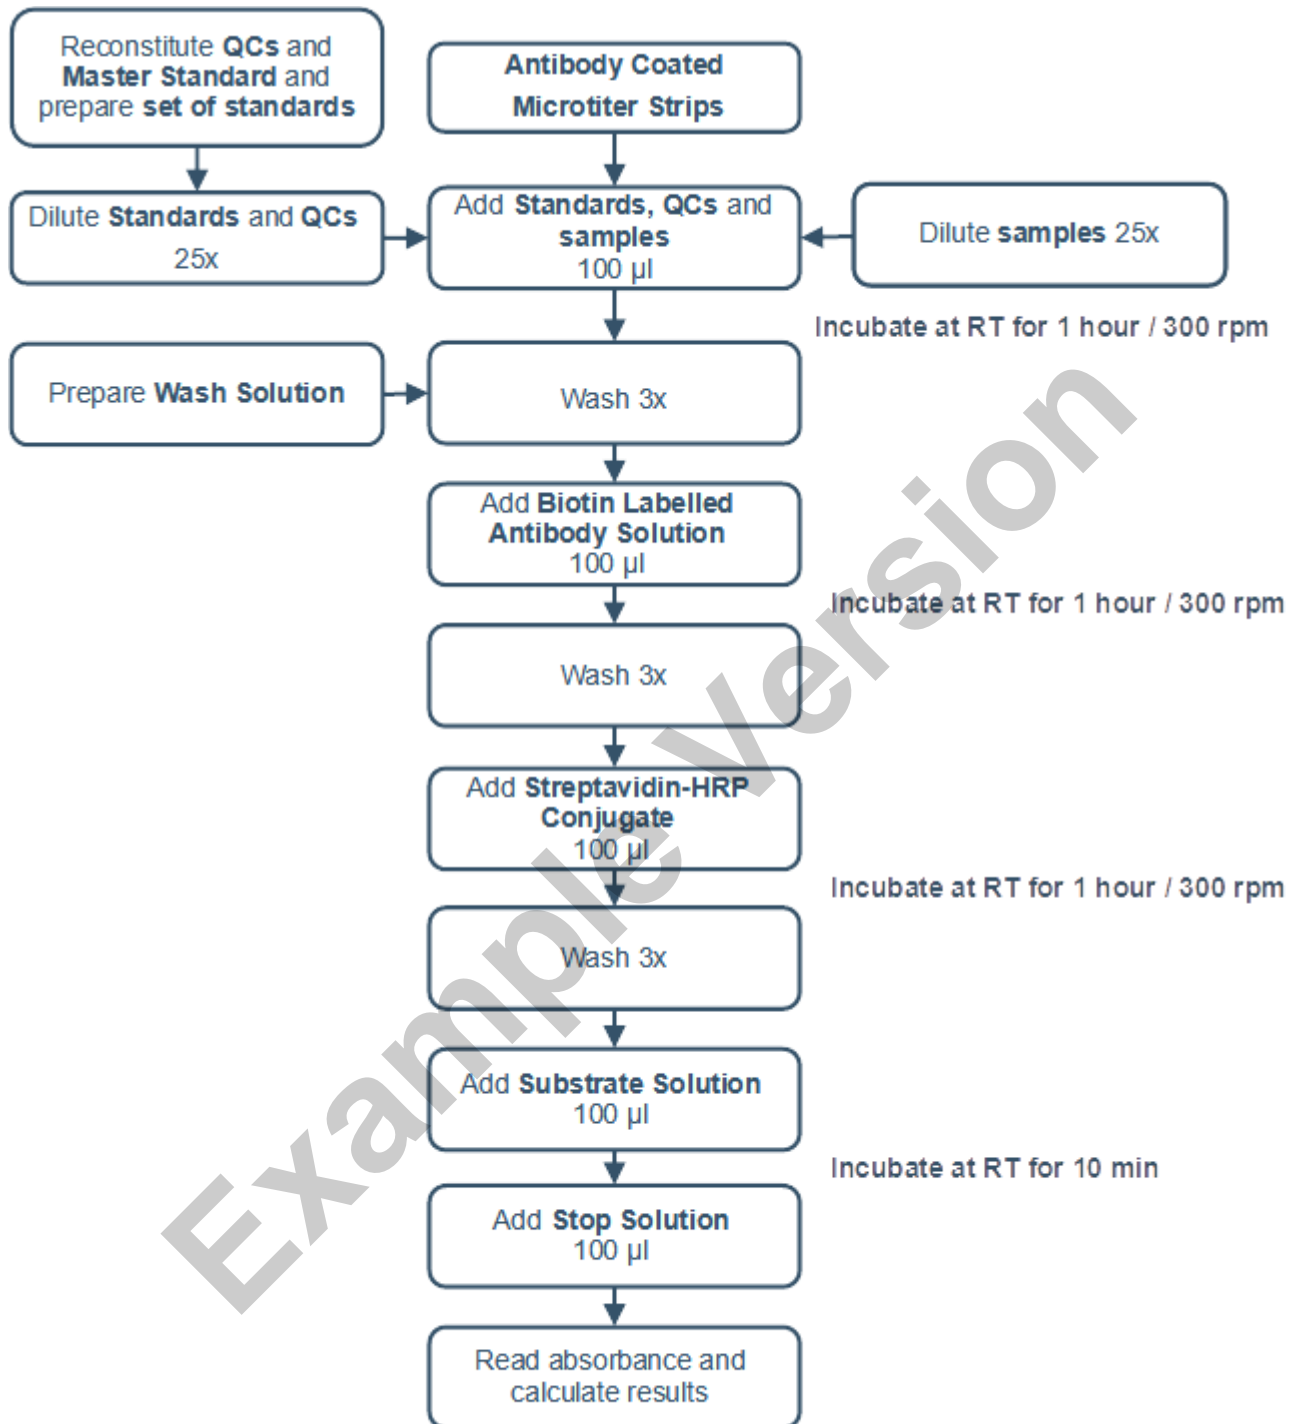 Reconstitute QCs and
Master Standard and
prepare set of standards
Antibody Coated
Microtiter Strips
Dilute Standards and QCs
25x
Add Standards, QCs and
samples
100 µl
Dilute samples 25x
Incubate at RT for 1 hour / 300 rpm
Prepare Wash Solution
Wash 3x
Add Biotin Labelled
Antibody Solution
100 µl
Incubate at RT for 1 hour / 300 rpm
Wash 3x
Add Streptavidin-HRP
Conjugate
100 µl
Incubate at RT for 1 hour / 300 rpm
Wash 3x
Add Substrate Solution
100 µl
Incubate at RT for 10 min
Add Stop Solution
100 µl
Read absorbance and
calculate results
Example Version